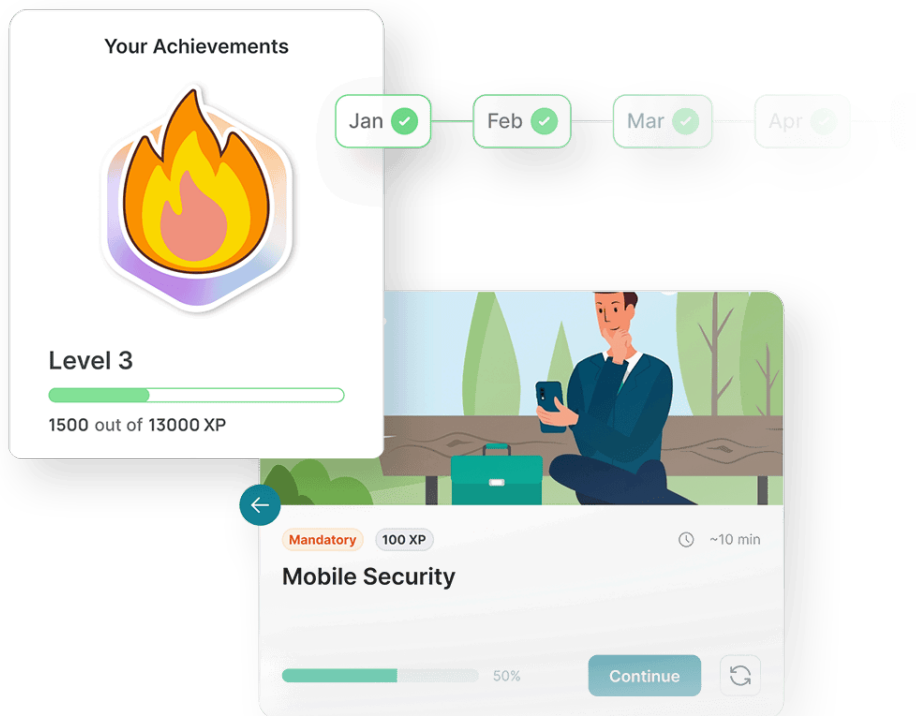 Your Achievements
Jan
Feb
Mar
Apr
Level 3
1500 out of 13000 XP
Mandatory
100 XP
~10 min
Mobile Security
50%
Continue